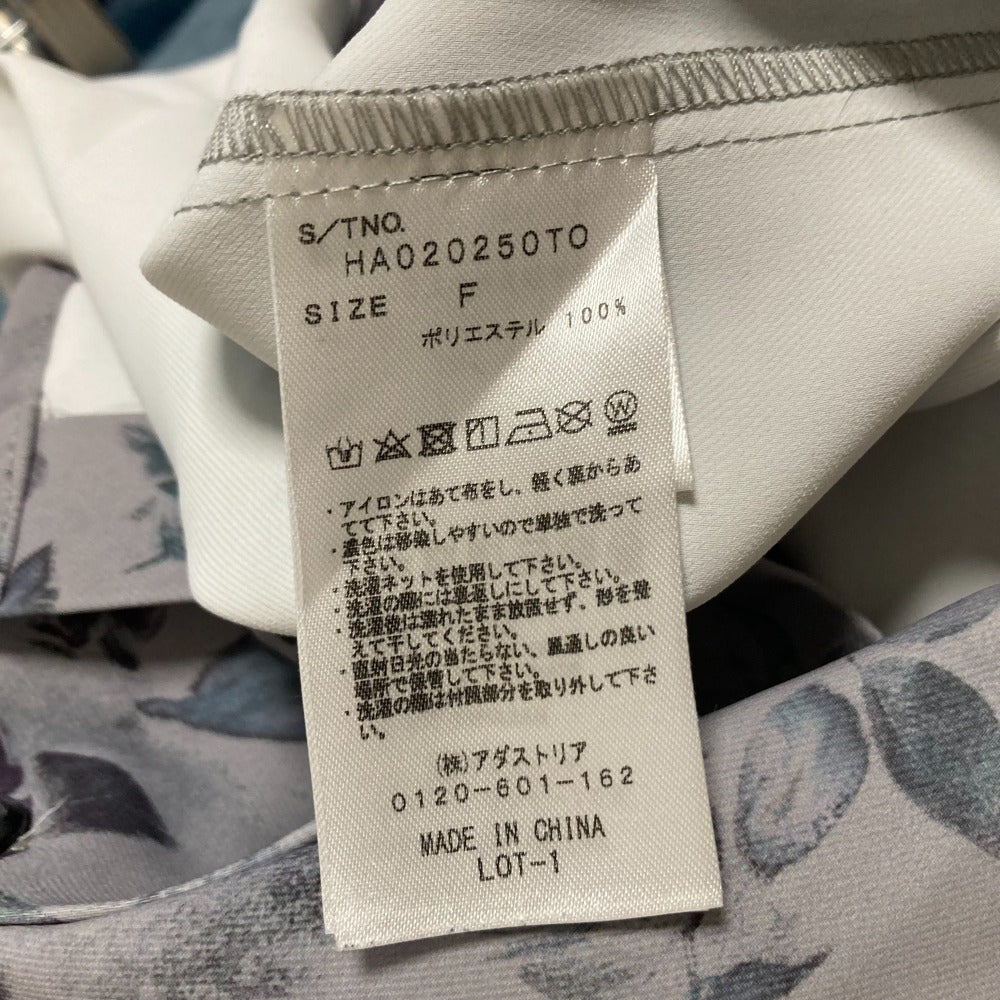 S/TNO.
HA020250TO
SIZE F
ポリエステル 100%
W
・アイロンはあて布をし、軽く裏からあ
てて下さい。
・濃色は移染しやすいので単独で洗って
下さい。
・洗濯ネットを使用して下さい。
・洗濯の際には裏返しにして下さい。
・洗濯後は濡れたまま放置せず、形を整
えて干してください。
・直射日光の当たらない、風通しの良い
場所で保管して下さい。
・洗濯の際は付属部分を取り外して下さ
い。
(株)アダストリア
0120-601-162
MADE IN CHINA
LOT-1